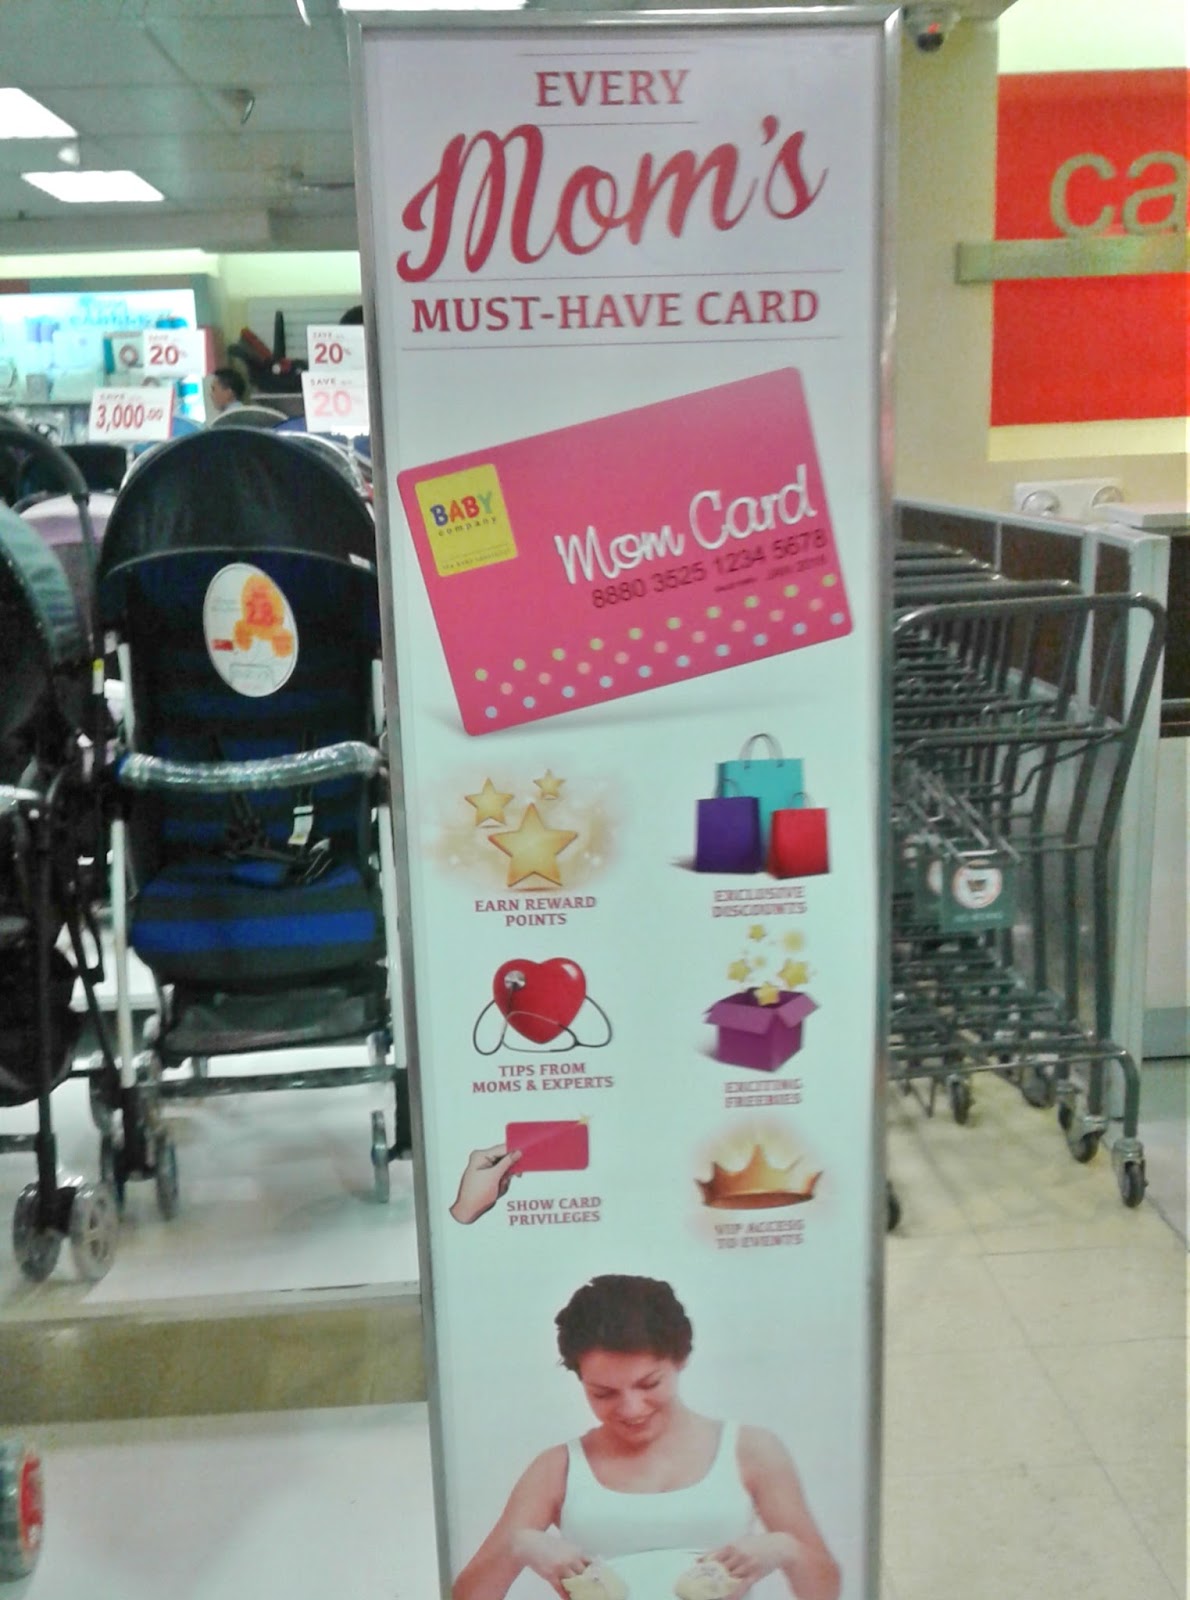 EVERY
Mom's
MUST-HAVE CARD
BABY
company
Mom Card
8880 3525 1234 5678
EARN REWARD
POINTS
EXCLUSIVE
DISCOUNTS
TIPS FROM
MOMS & EXPERTS
EXCITING
FREEBIES
SHOW CARD
PRIVILEGES
VIP ACCESS
TO EVENTS
20
SAVE
3,000.00
20
SAVE
20
ca